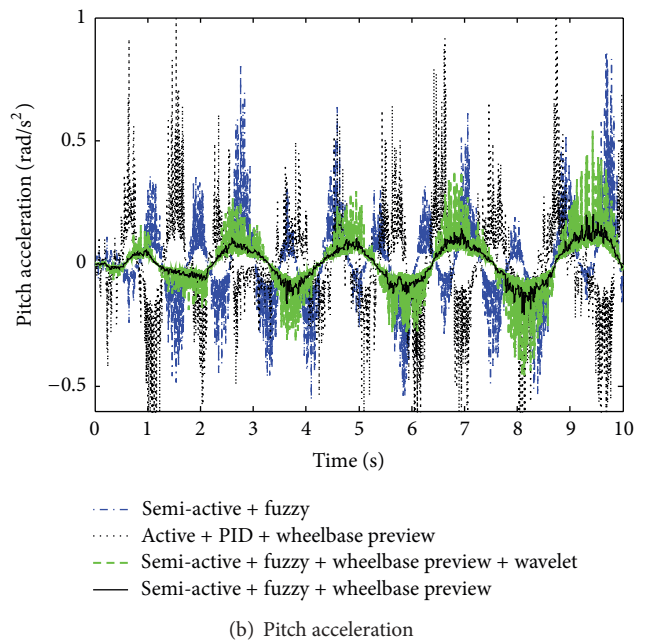 1
0.5
0
−0.5
Pitch acceleration (rad/s²)
0 1 2 3 4 5 6 7 8 9 10
Time (s)
Semi-active + fuzzy
Active + PID + wheelbase preview
Semi-active + fuzzy + wheelbase preview + wavelet
Semi-active + fuzzy + wheelbase preview
(b) Pitch acceleration